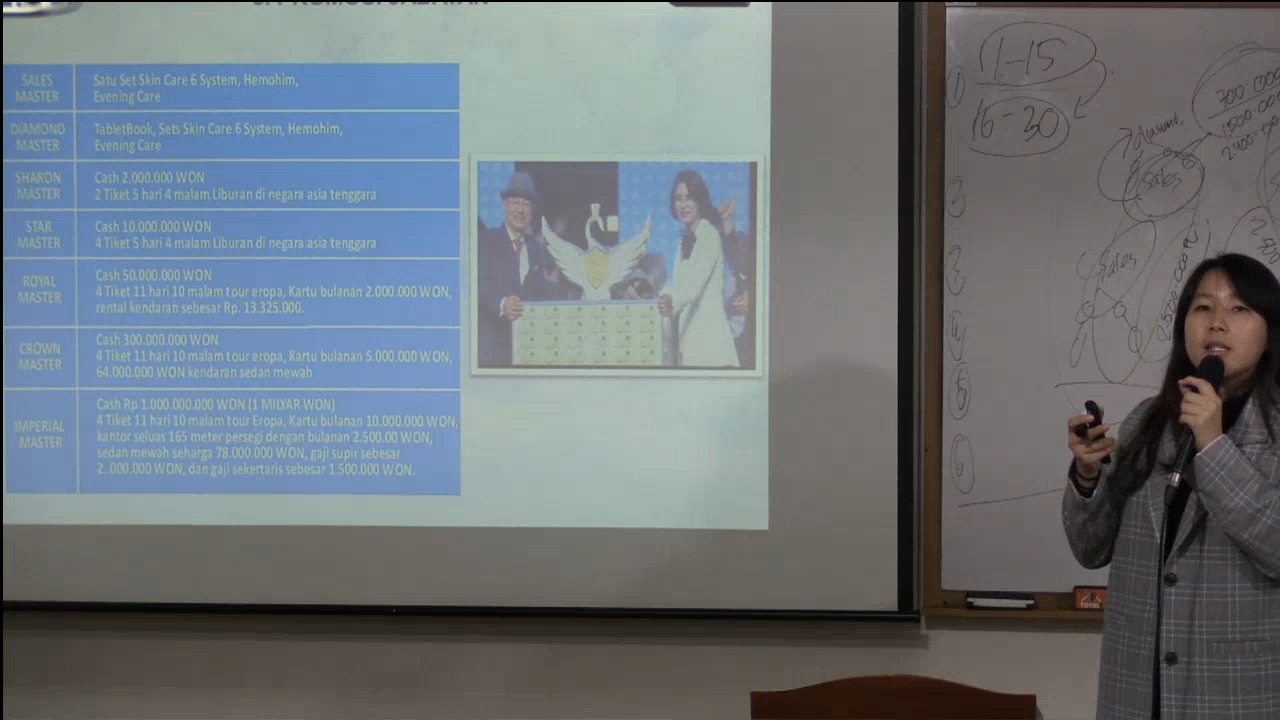 SALES
MASTER
Satu Set Skin Care 6 System, Hemohim,
Evening Care
DIAMOND
MASTER
TabletBook, Sets Skin Care 6 System, Hemohim,
Evening Care
SHARON
MASTER
Cash 2.000.000 WON
2 Tiket 5 hari 4 malam Liburan di negara asia tenggara
STAR
MASTER
Cash 10.000.000 WON
4 Tiket 5 hari 4 malam Liburan di negara asia tenggara
ROYAL
MASTER
Cash 50.000.000 WON
4 Tiket 11 hari 10 malam tour eropa, Kartu bulanan 2.000.000 WON,
rental kendaran sebesar Rp. 13.325.000.
CROWN
MASTER
Cash 300.000.000 WON
4 Tiket 11 hari 10 malam tour eropa, Kartu bulanan 5.000.000 WON,
64.000.000 WON kendaran sedan mewah
IMPERIAL
MASTER
Cash Rp 1.000.000.000 WON (1 MILYAR WON)
4 Tiket 11 hari 10 malam tour Eropa, Kartu bulanan 10.000.000 WON,
kantor seluas 165 meter persegi dengan bulanan 2.500.00 WON,
sedan mewah seharga 78.000.000 WON, gaji supir sebesar
2..000.000 WON, dan gaji sekertaris sebesar 1.500.000 WON.
1-15
16-30
Sales
Sales
TOTAL